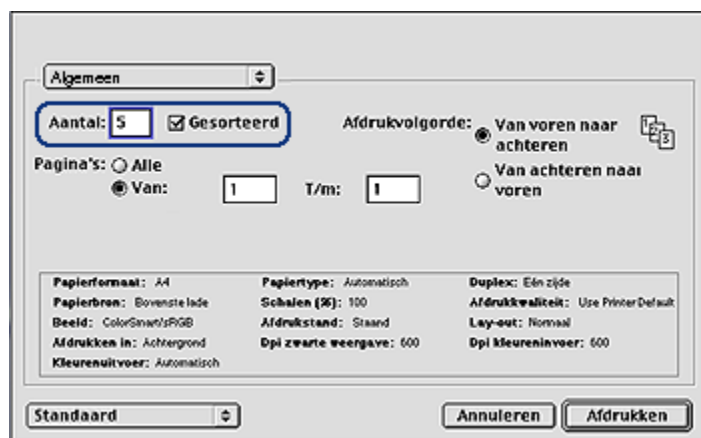 Algemeen
Aantal: 5 Gesorteerd Afdrukvolgorde: Van voren naar
achteren
1 2 3
Pagina's: Alle Van achteren naar
Van: 1 T/m: 1 voren
Papierformaat: A4 Papiertype: Automatisch Duplex: Eén zijde
Papierbron: Bovenste lade Schalen (%): 100 Afdrukkwaliteit: Use Printer Default
Beeld: ColorSmart/sRGB Afdrukstand: Staand Lay-out: Normaal
Afdrukken in: Achtergrond Dpi zwarte weergave: 600 Dpi kleureninvoer: 600
Kleurenuitvoer: Automatisch
Standaard Annuleren Afdrukken